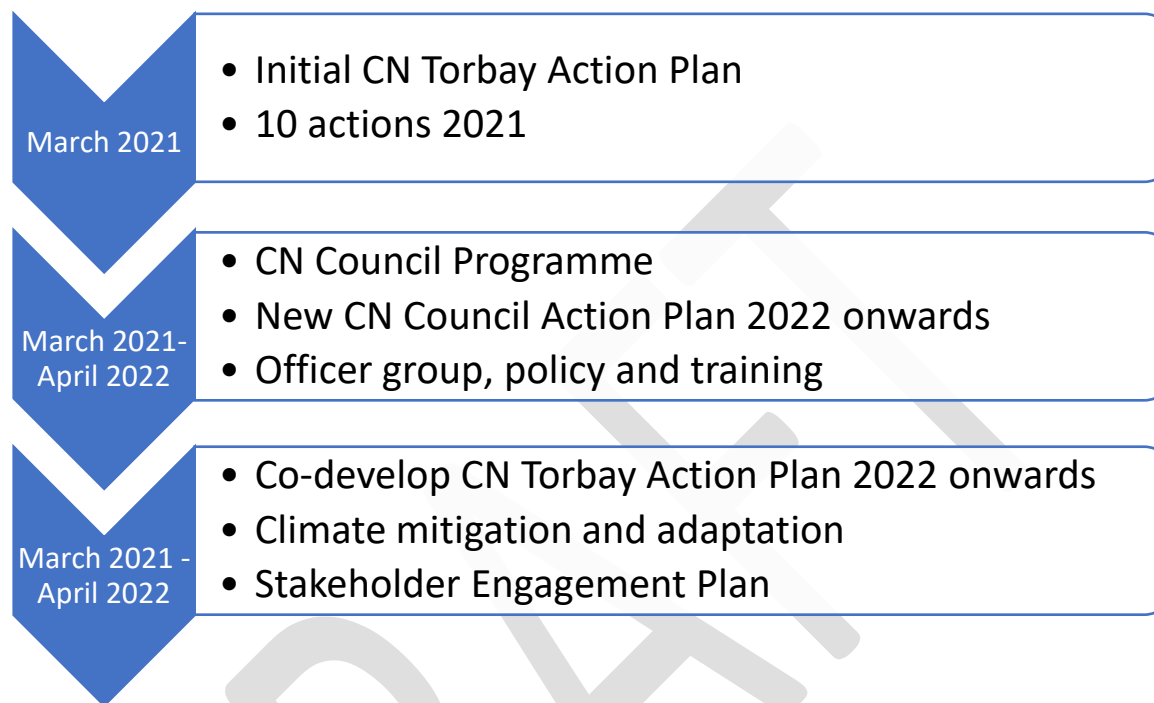 March 2021
• Initial CN Torbay Action Plan
• 10 actions 2021
March 2021-
April 2022
• CN Council Programme
• New CN Council Action Plan 2022 onwards
• Officer group, policy and training
March 2021 -
April 2022
• Co-develop CN Torbay Action Plan 2022 onwards
• Climate mitigation and adaptation
• Stakeholder Engagement Plan
DRAFT